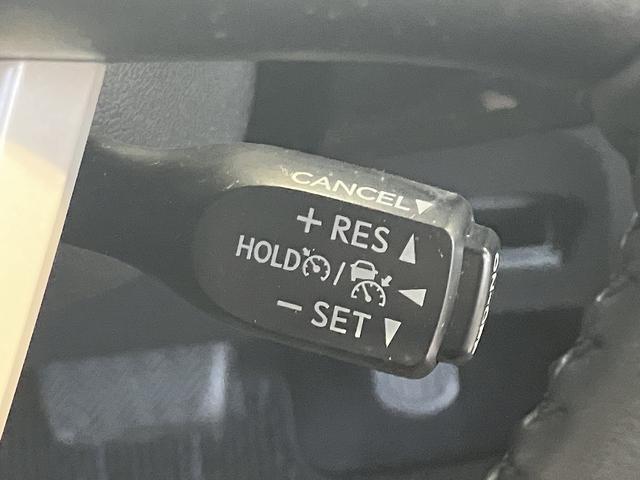 CANCEL▼
+ RES ▲
HOLD / ◀
− SET ▼